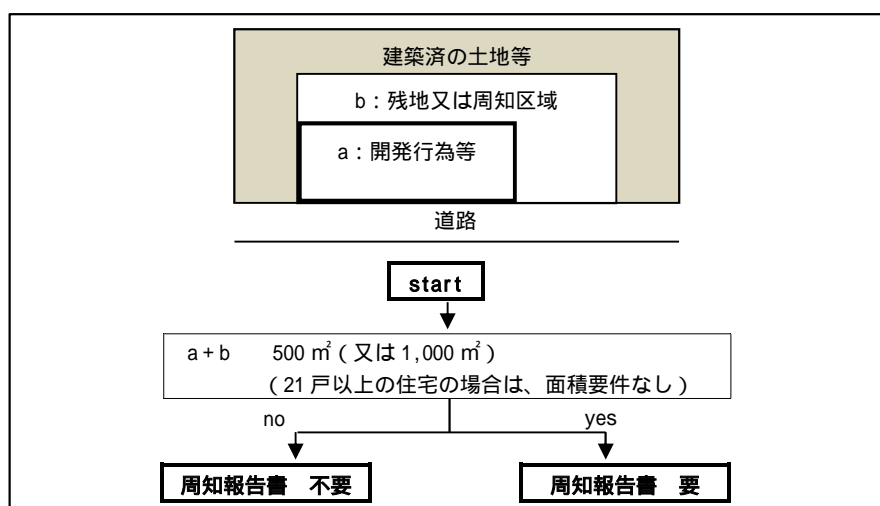 建築済の土地等
b：残地又は周知区域
a：開発行為等
道路
start
a+b　　500 ㎡（又は 1,000 ㎡）
（21 戸以上の住宅の場合は、面積要件なし）
no
yes
周知報告書　不要
周知報告書　要